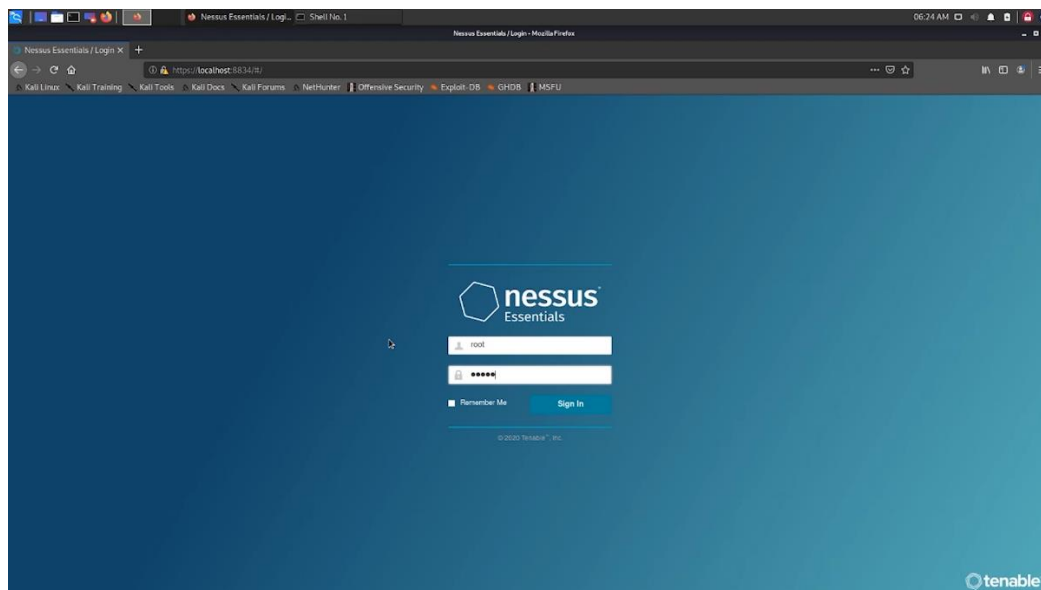 Nessus Essentials / Logi... Shell No. 1 06:24 AM
Nessus Essentials / Login - Mozilla Firefox
Nessus Essentials / Login
https://localhost:8834/#/
Kali Linux Kali Training Kali Tools Kali Docs Kali Forums NetHunter Offensive Security Exploit-DB GHDB MSFU
nessus
Essentials
root
Remember Me Sign In
© 2020 Tenable™, Inc.
tenable